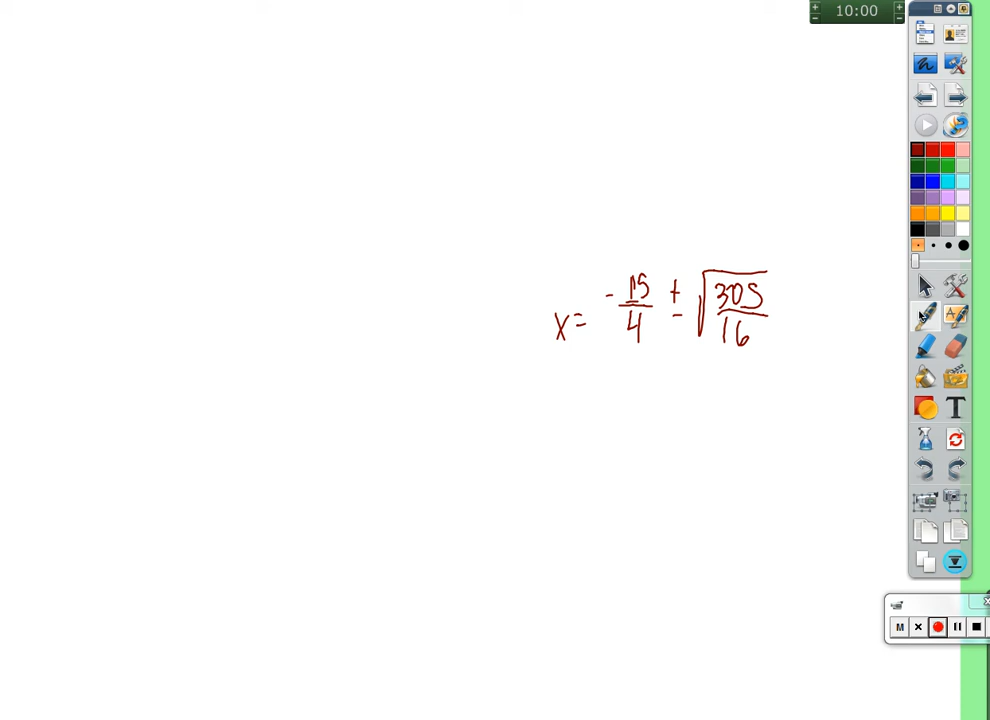 10:00
x = -15/4 ± √(305/16)
A
T
M